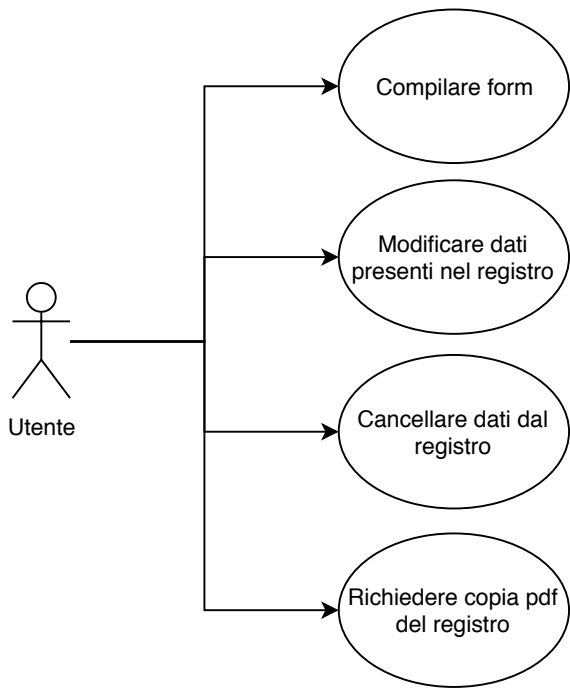 Compilare form
Modificare dati
presenti nel registro
Utente
Cancellare dati dal
registro
Richiedere copia pdf
del registro